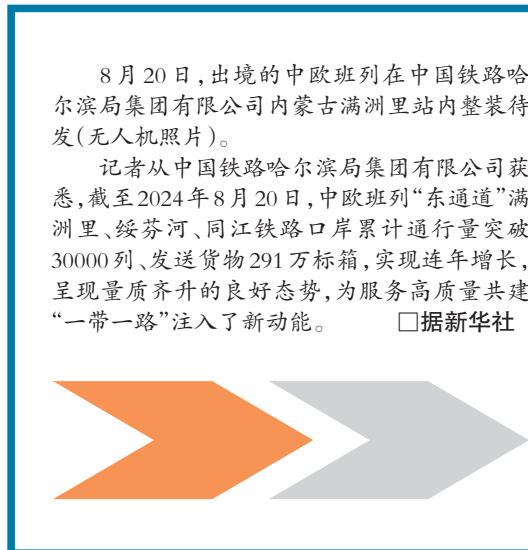 8月20日,出境的中欧班列在中国铁路哈
尔滨局集团有限公司内蒙古满洲里站内整装待
发(无人机照片)。
记者从中国铁路哈尔滨局集团有限公司获
悉,截至2024年8月20日,中欧班列“东通道”满
洲里、绥芬河、同江铁路口岸累计通行量突破
30000列、发送货物291万标箱,实现连年增长,
呈现量质齐升的良好态势,为服务高质量共建
“一带一路”注入了新动能。 □据新华社